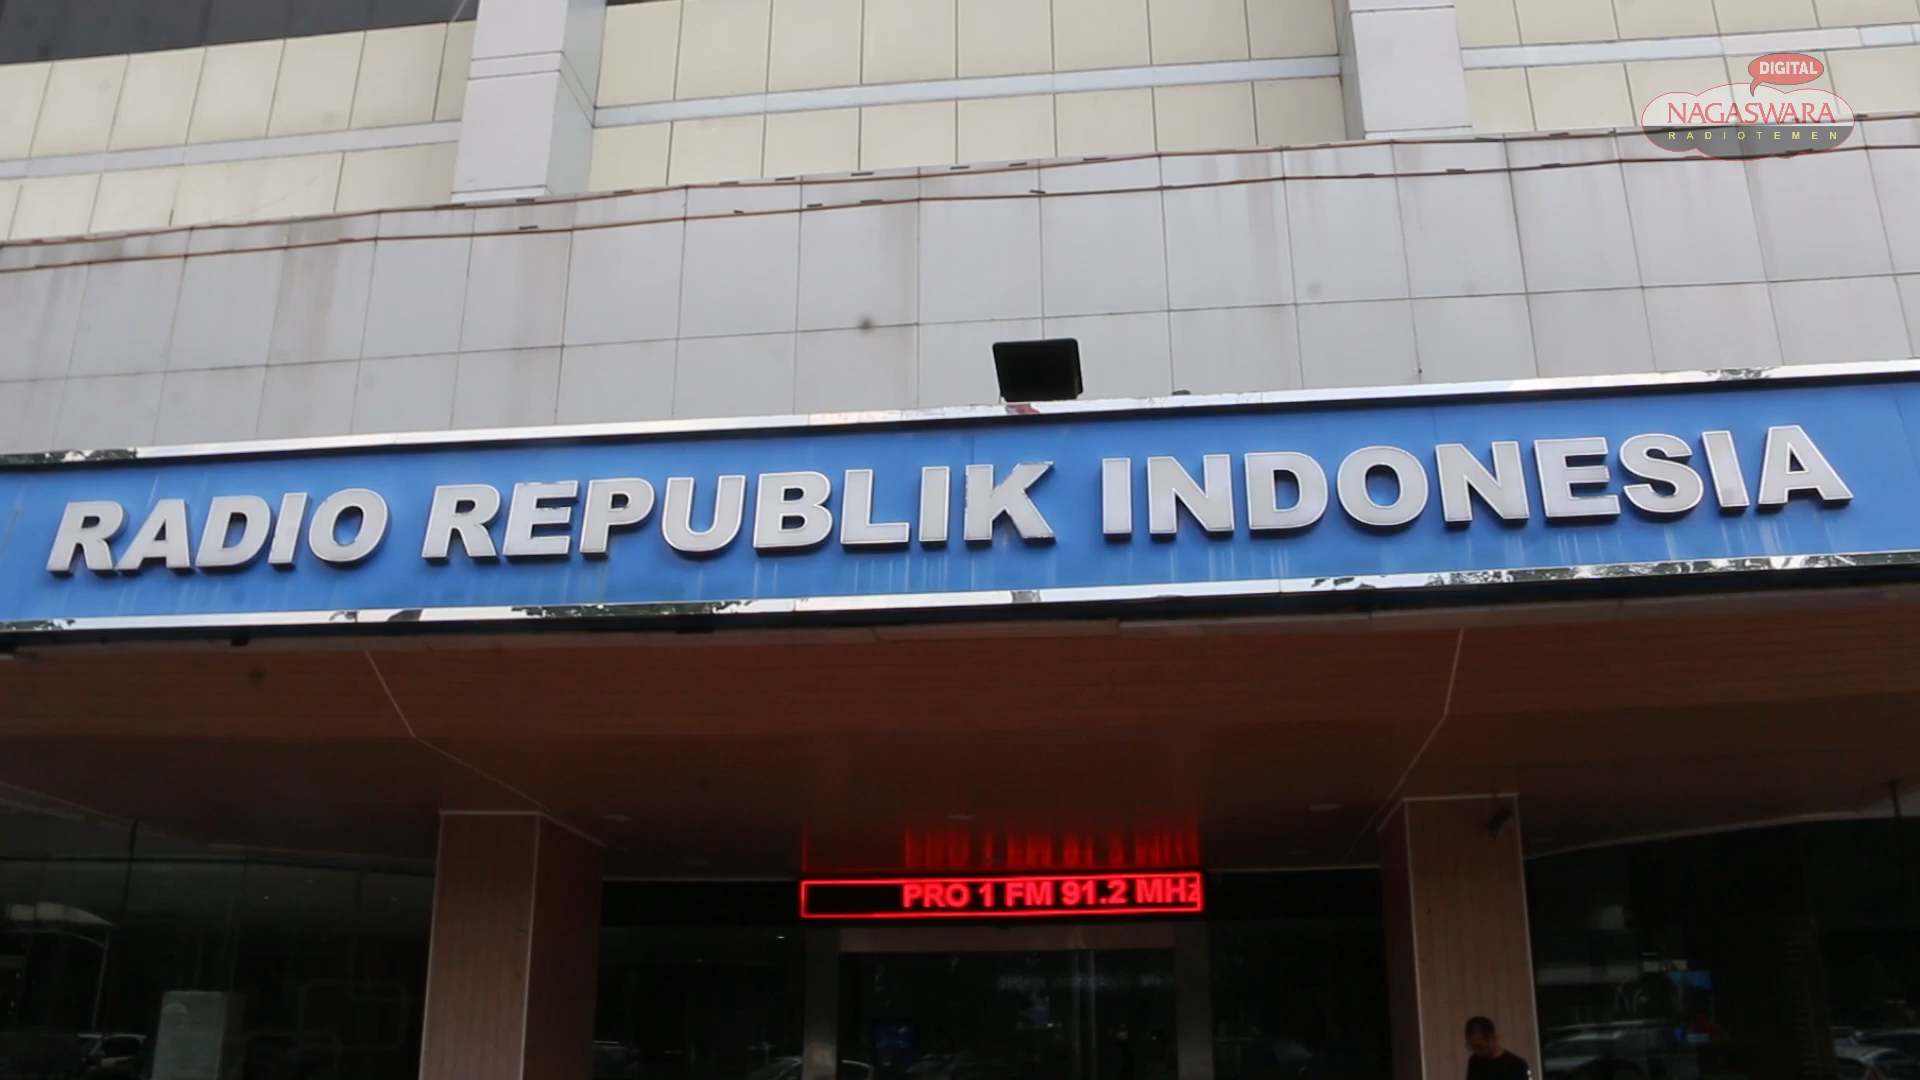 DIGITAL
NAGASWARA
RADIOTEMEN
RADIO REPUBLIK INDONESIA
PRO 1 FM 91.2 MHz